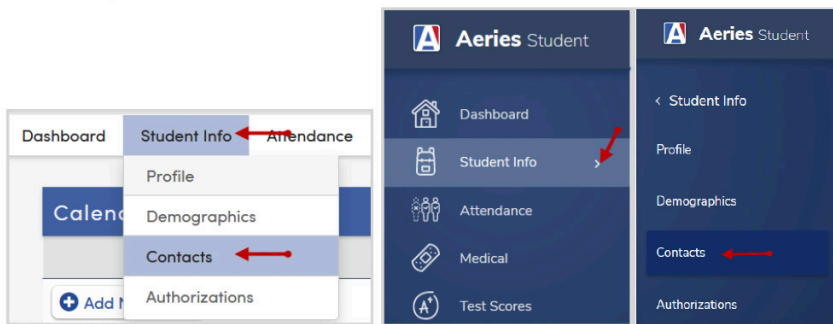 Dashboard Student Info Attendance
Profile
Demographics
Contacts
Authorizations
Calend
Add N
Aeries Student
Dashboard
Student Info
Attendance
Medical
Test Scores
Aeries Student
< Student Info
Profile
Demographics
Contacts
Authorizations